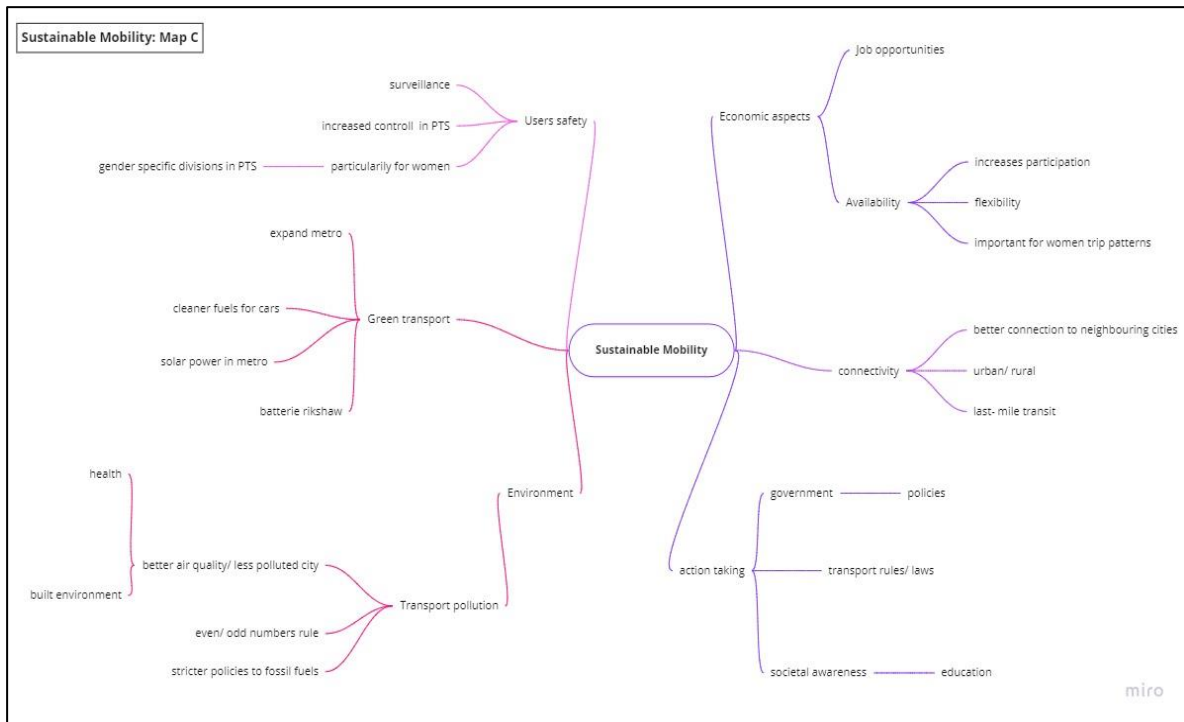 Sustainable Mobility: Map C
Users safety
surveillance
increased controll in PTS
particularily for women
gender specific divisions in PTS
Green transport
expand metro
cleaner fuels for cars
solar power in metro
batterie rikshaw
Environment
Transport pollution
better air quality/ less polluted city
health
built environment
even/ odd numbers rule
stricter policies to fossil fuels
Sustainable Mobility
Economic aspects
Job opportunities
Availability
increases participation
flexibility
important for women trip patterns
connectivity
better connection to neighbouring cities
urban/ rural
last- mile transit
action taking
government
policies
transport rules/ laws
societal awareness
education
miro